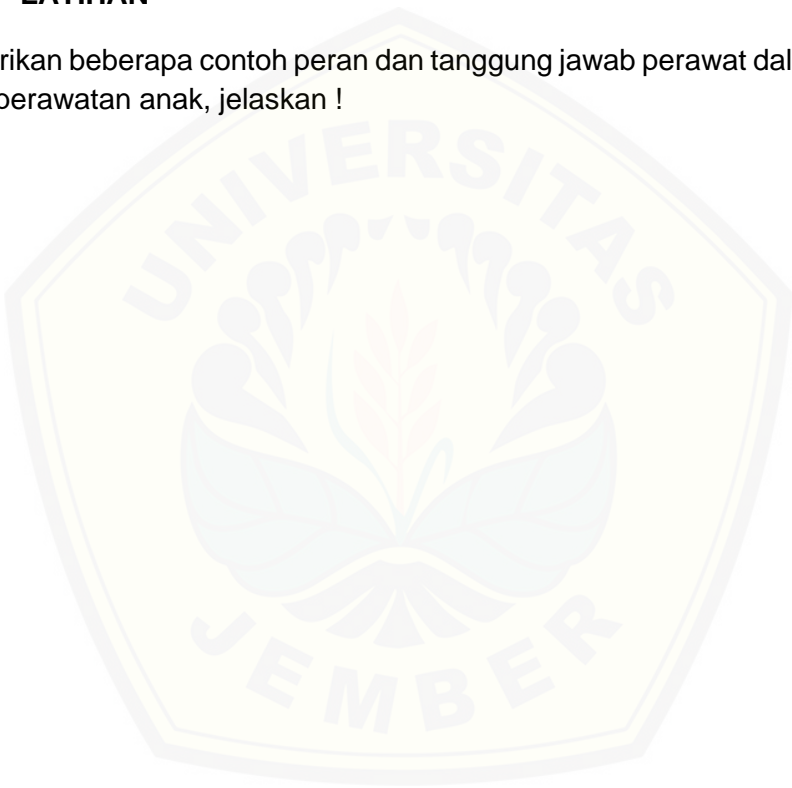 LATIHAN
rikan beberapa contoh peran dan tanggung jawab perawat dal
perawatan anak, jelaskan !
UNIVERSITAS
JEMBER